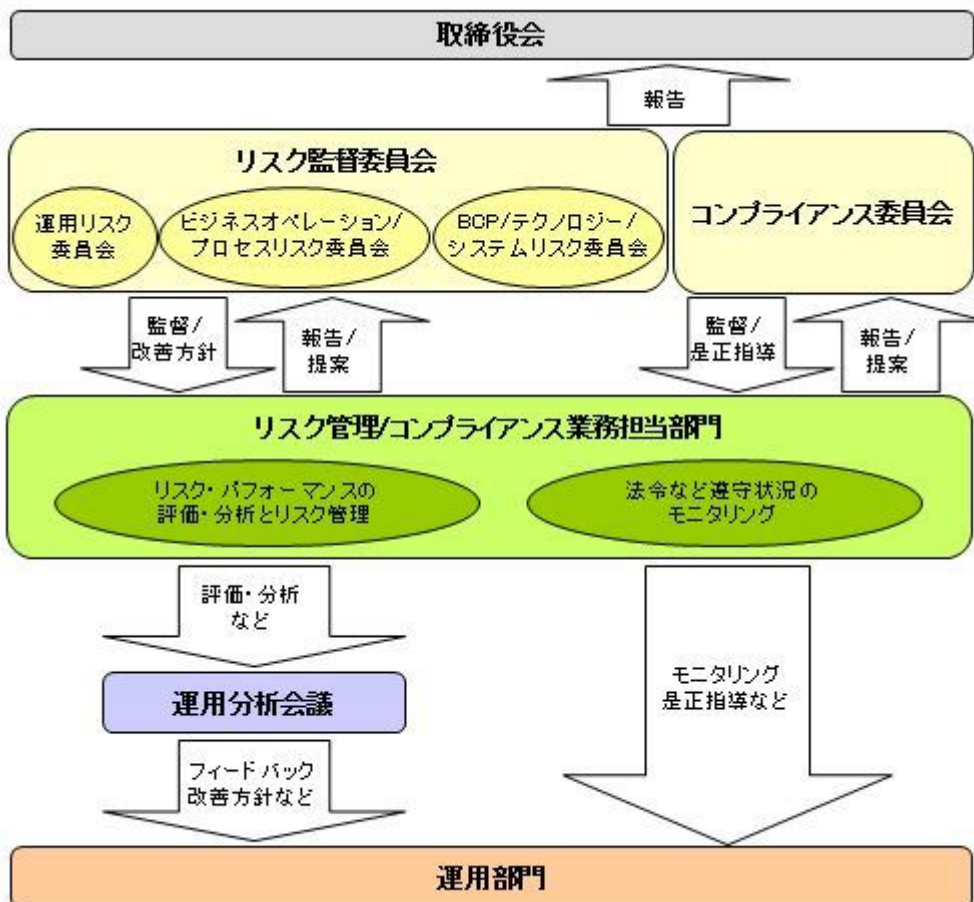 取締役会
報告
リスク監督委員会
運用リスク
委員会
ビジネスオペレーション/
プロセスリスク委員会
BCP/テクノロジー/
システムリスク委員会
コンプライアンス委員会
監督/
改善方針
報告/
提案
監督/
是正指導
報告/
提案
リスク管理/コンプライアンス業務担当部門
リスク・パフォーマンスの
評価・分析とリスク管理
法令など遵守状況の
モニタリング
評価・分析
など
運用分析会議
モニタリング
是正指導など
フィードバック
改善方針など
運用部門